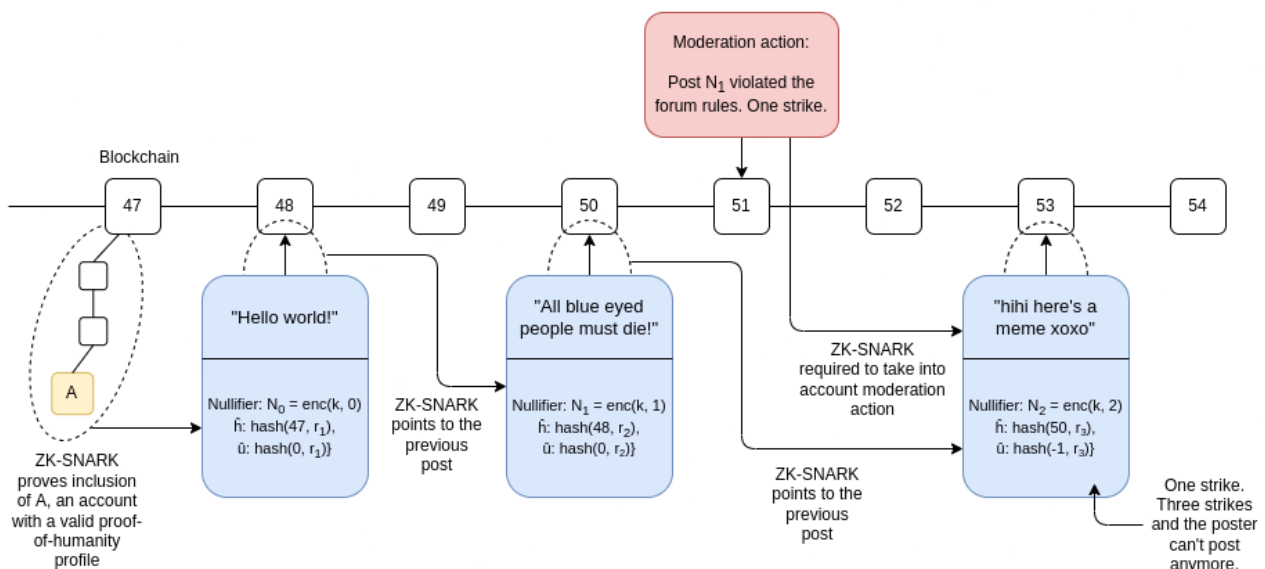 Moderation action:
Post N₁ violated the
forum rules. One strike.
Blockchain
47
48
49
50
51
52
53
54
A
ZK-SNARK
proves inclusion
of A, an account
with a valid proof-
of-humanity
profile
"Hello world!"
Nullifier: N₀ = enc(k, 0)
ĥ: hash(47, r₁),
û: hash(0, r₁)}
ZK-SNARK
points to the
previous
post
"All blue eyed
people must die!"
Nullifier: N₁ = enc(k, 1)
ĥ: hash(48, r₂),
û: hash(0, r₂)}
ZK-SNARK
required to take into
account moderation
action
ZK-SNARK
points to the
previous
post
"hihi here's a
meme xoxo"
Nullifier: N₂ = enc(k, 2)
ĥ: hash(50, r₃),
û: hash(-1, r₃)}
One strike.
Three strikes
and the poster
can't post
anymore.